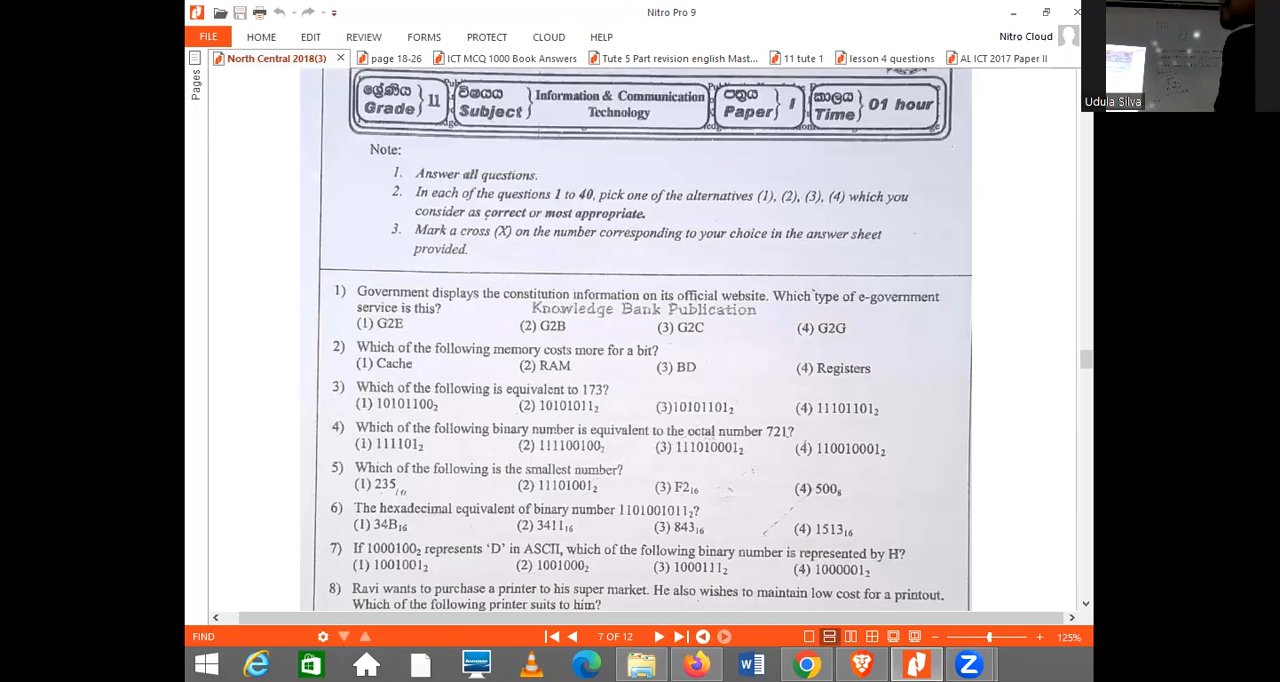 Nitro Pro 9
FILE HOME EDIT REVIEW FORMS PROTECT CLOUD HELP Nitro Cloud
North Central 2018(3) page 18-26 ICT MCQ 1000 Book Answers Tute 5 Part revision english Mast... 11 tute 1 lesson 4 questions AL ICT 2017 Paper II
Pages
Udula Silva
ශ්‍රේණිය විෂයය Information & Communication පත්‍රය කාලය
Grade 11 Subject Technology Paper I Time 01 hour
Note:
1. Answer all questions.
2. In each of the questions 1 to 40, pick one of the alternatives (1), (2), (3), (4) which you
consider as correct or most appropriate.
3. Mark a cross (X) on the number corresponding to your choice in the answer sheet
provided.
1) Government displays the constitution information on its official website. Which type of e-government
service is this? Knowledge Bank Publication
(1) G2E (2) G2B (3) G2C (4) G2G
2) Which of the following memory costs more for a bit?
(1) Cache (2) RAM (3) BD (4) Registers
3) Which of the following is equivalent to 173?
(1) 10101100₂ (2) 10101011₂ (3)10101101₂ (4) 11101101₂
4) Which of the following binary number is equivalent to the octal number 721?
(1) 111101₂ (2) 111100100₂ (3) 111010001₂ (4) 110010001₂
5) Which of the following is the smallest number?
(1) 235₁₀ (2) 11101001₂ (3) F2₁₆ (4) 500₈
6) The hexadecimal equivalent of binary number 1101001011₂?
(1) 34B₁₆ (2) 3411₁₆ (3) 843₁₆ (4) 1513₁₆
7) If 1000100₂ represents ‘D’ in ASCII, which of the following binary number is represented by H?
(1) 1001001₂ (2) 1001000₂ (3) 1000111₂ (4) 1000001₂
8) Ravi wants to purchase a printer to his super market. He also wishes to maintain low cost for a printout.
Which of the following printer suits to him?
FIND 7 OF 12 125%